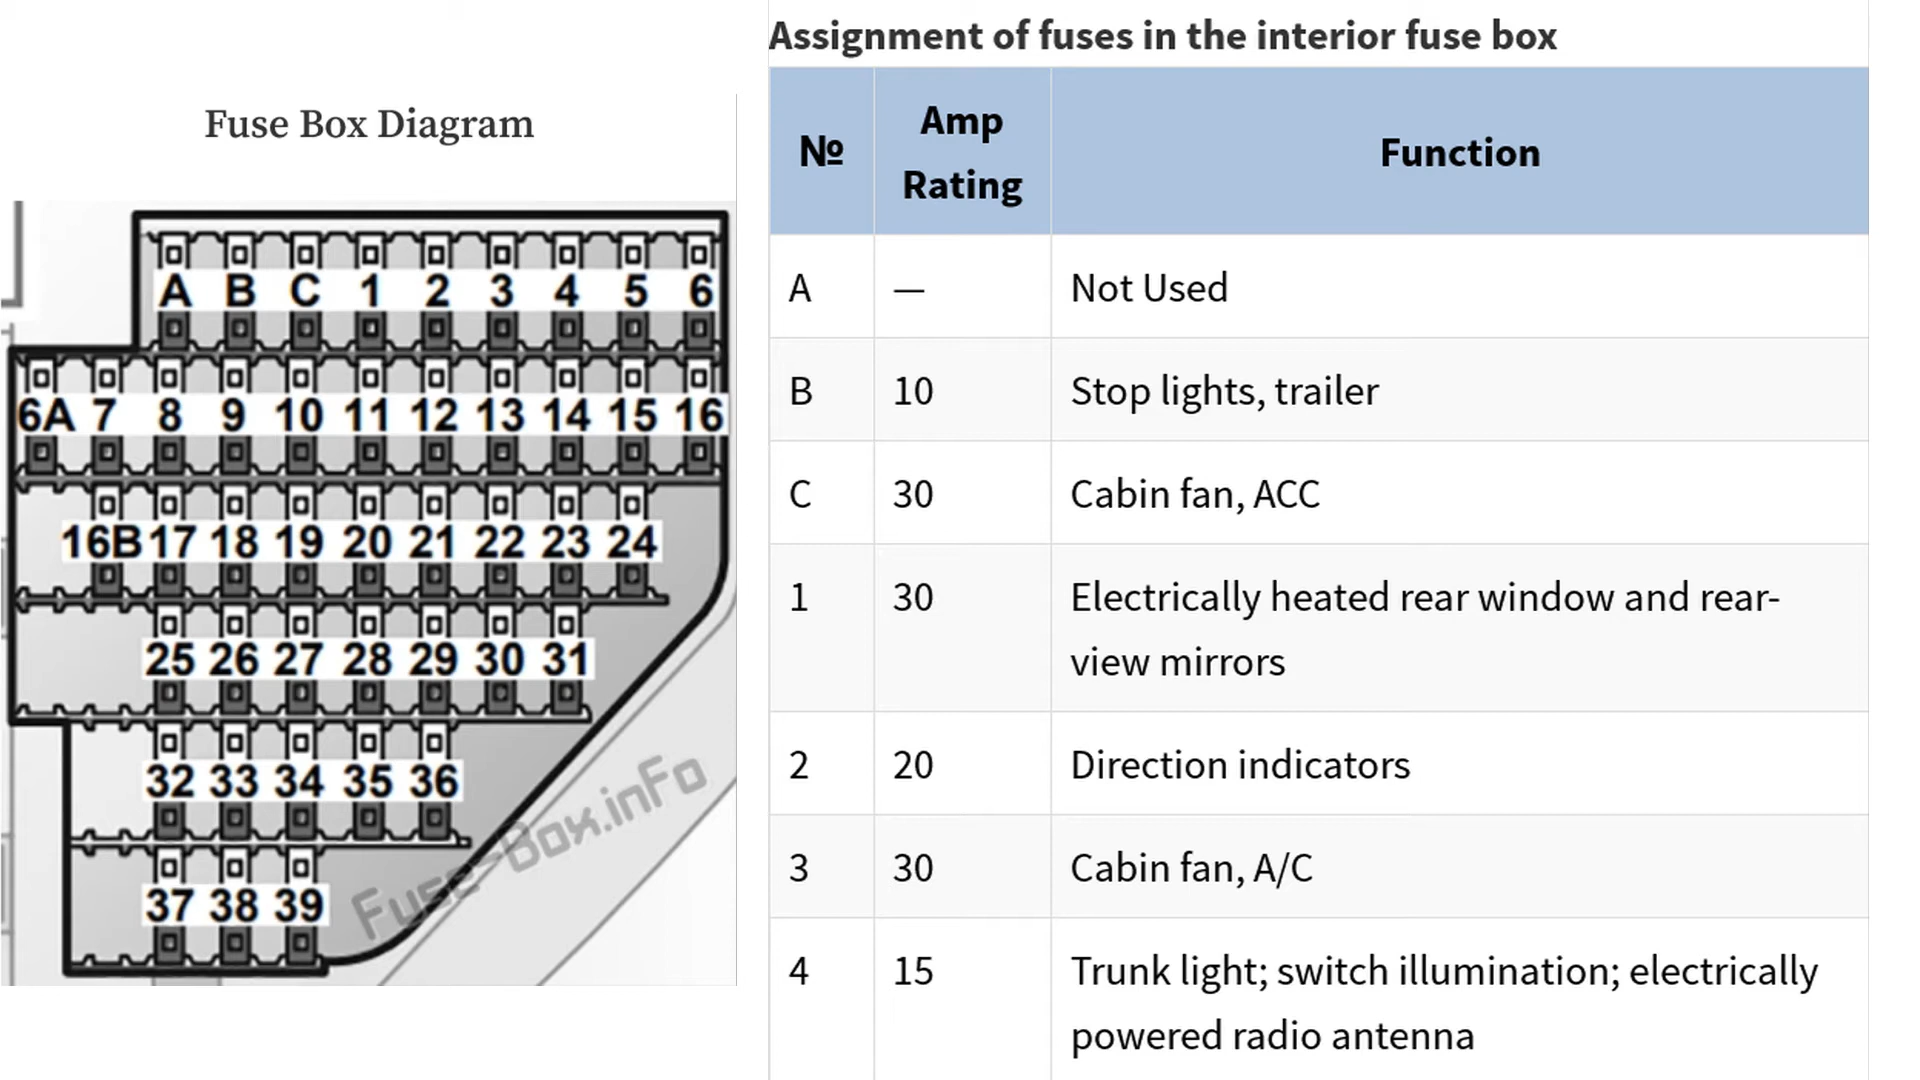 Fuse Box Diagram
A B C 1 2 3 4 5 6
6A 7 8 9 10 11 12 13 14 15 16
16B 17 18 19 20 21 22 23 24
25 26 27 28 29 30 31
32 33 34 35 36
37 38 39
Fuse-Box.inFo
Assignment of fuses in the interior fuse box
№ Amp Rating Function
A — Not Used
B 10 Stop lights, trailer
C 30 Cabin fan, ACC
1 30 Electrically heated rear window and rear-
view mirrors
2 20 Direction indicators
3 30 Cabin fan, A/C
4 15 Trunk light; switch illumination; electrically
powered radio antenna